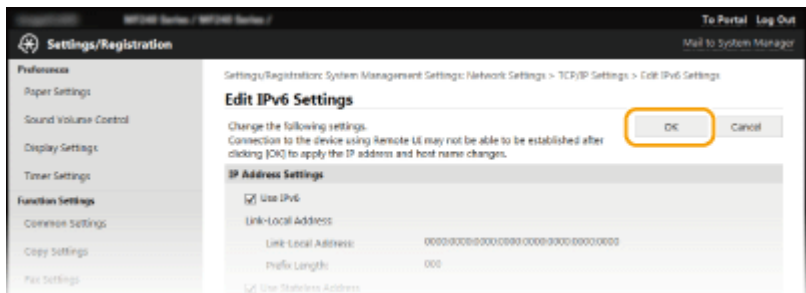 MF240 Series / MF240 Series /
To Portal Log Out
Settings/Registration
Mail to System Manager
Preferences
Paper Settings
Sound Volume Control
Display Settings
Timer Settings
Function Settings
Common Settings
Copy Settings
Fax Settings
Settings/Registration: System Management Settings: Network Settings > TCP/IP Settings > Edit IPv6 Settings
Edit IPv6 Settings
Change the following settings.
Connection to the device using Remote UI may not be able to be established after
clicking [OK] to apply the IP address and host name changes.
OK
Cancel
IP Address Settings
Use IPv6
Link-Local Address:
Link-Local Address: 0000:0000:0000:0000:0000:0000:0000:0000
Prefix Length: 000
Use Stateless Address: